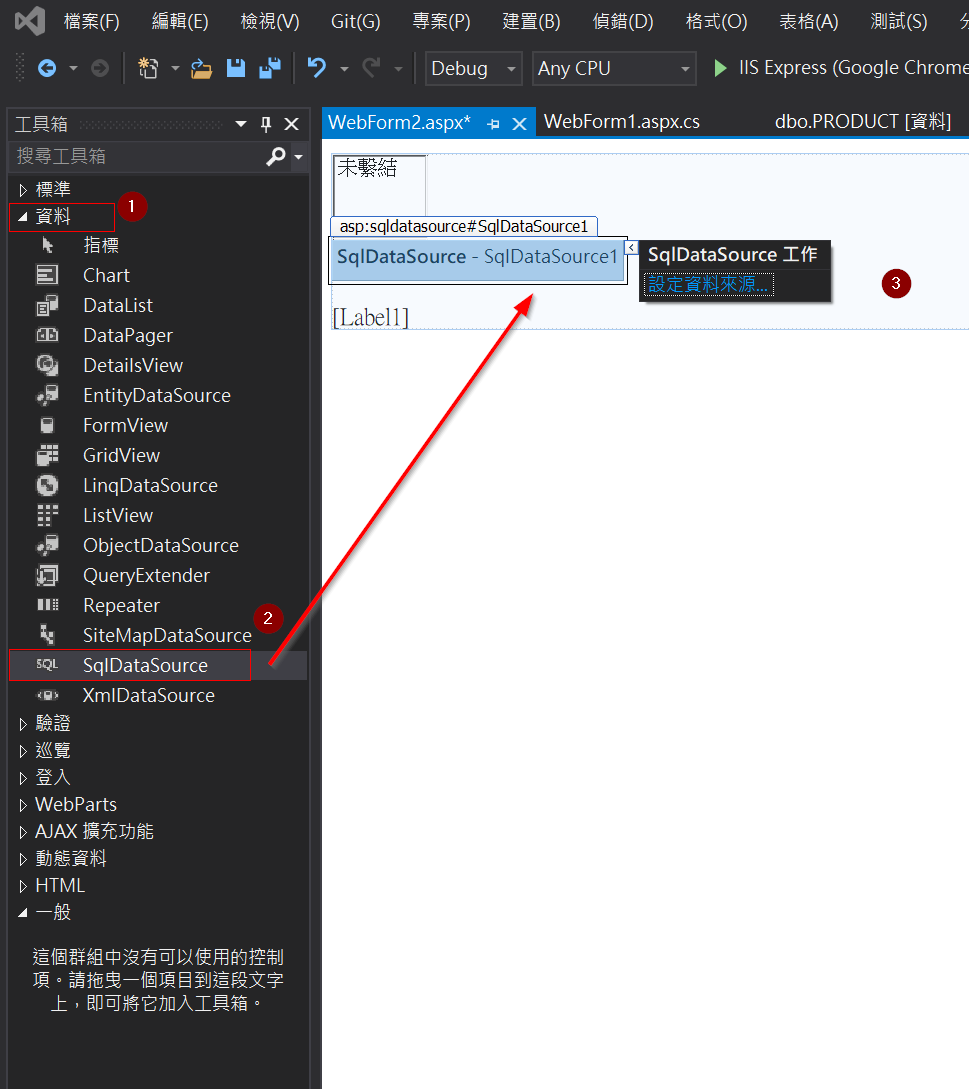 檔案(F) 編輯(E) 檢視(V) Git(G) 專案(P) 建置(B) 偵錯(D) 格式(O) 表格(A) 測試(S)
Debug Any CPU IIS Express (Google Chrome
工具箱
搜尋工具箱
標準
1
資料
指標
Chart
DataList
DataPager
DetailsView
EntityDataSource
FormView
GridView
LinqDataSource
ListView
ObjectDataSource
QueryExtender
Repeater
2
SiteMapDataSource
SQL SqlDataSource
XmlDataSource
驗證
巡覽
登入
WebParts
AJAX 擴充功能
動態資料
HTML
一般
這個群組中沒有可以使用的控制
項。請拖曳一個項目到這段文字
上，即可將它加入工具箱。
WebForm2.aspx* WebForm1.aspx.cs dbo.PRODUCT [資料]
未繫結
asp:sqldatasource#SqlDataSource1
SqlDataSource - SqlDataSource1
SqlDataSource 工作
設定資料來源...
3
[Label1]